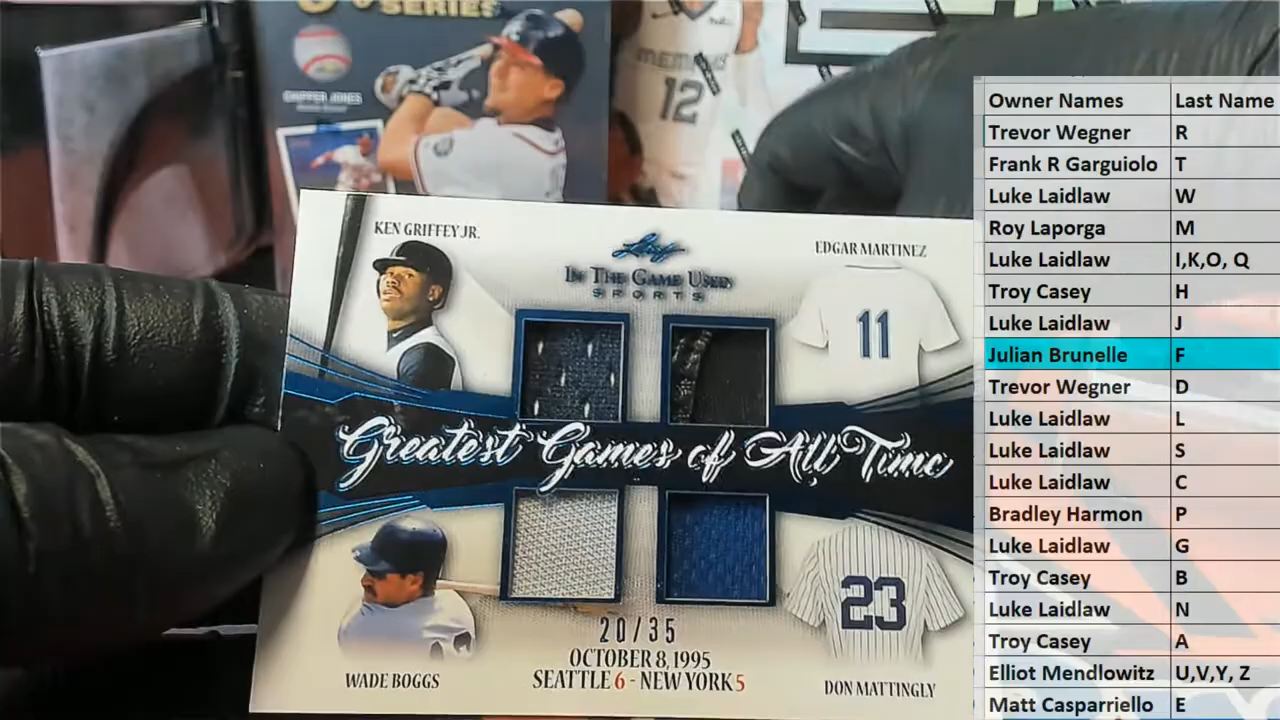 SERIES
CHIPPER JONES
MEMPHIS
12
KEN GRIFFEY JR.
Leaf
IN THE GAME USED
SPORTS
EDGAR MARTINEZ
11
Greatest Games of All Time
WADE BOGGS
20/35
OCTOBER 8, 1995
SEATTLE 6 - NEW YORK 5
23
DON MATTINGLY
Owner Names Last Name
Trevor Wegner R
Frank R Garguiolo T
Luke Laidlaw W
Roy Laporga M
Luke Laidlaw I,K,O, Q
Troy Casey H
Luke Laidlaw J
Julian Brunelle F
Trevor Wegner D
Luke Laidlaw L
Luke Laidlaw S
Luke Laidlaw C
Bradley Harmon P
Luke Laidlaw G
Troy Casey B
Luke Laidlaw N
Troy Casey A
Elliot Mendlowitz U,V,Y, Z
Matt Casparriello E